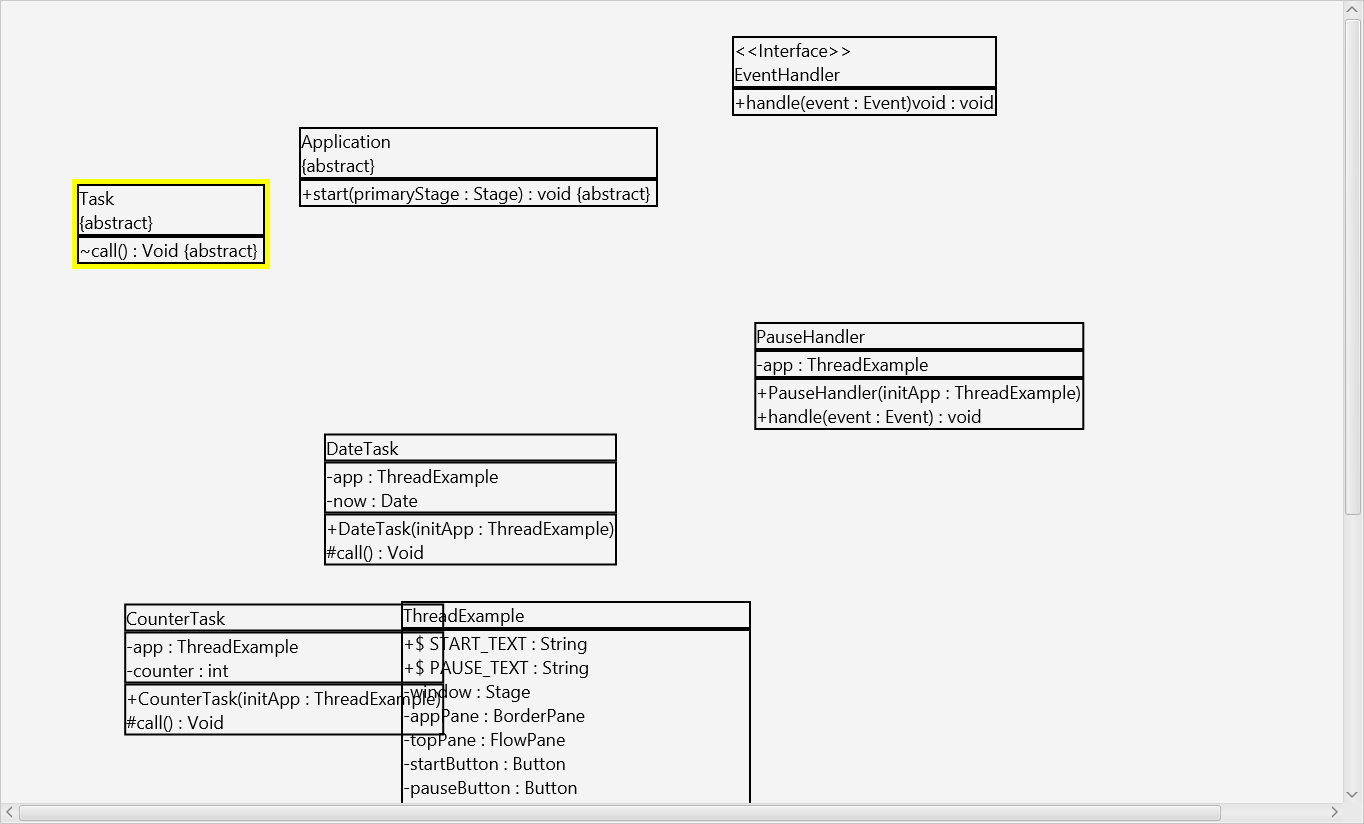 <<Interface>>
EventHandler
+handle(event : Event)void : void
Application
{abstract}
+start(primaryStage : Stage) : void {abstract}
Task
{abstract}
~call() : Void {abstract}
PauseHandler
-app : ThreadExample
+PauseHandler(initApp : ThreadExample)
+handle(event : Event) : void
DateTask
-app : ThreadExample
-now : Date
+DateTask(initApp : ThreadExample)
#call() : Void
CounterTask
-app : ThreadExample
-counter : int
+CounterTask(initApp : ThreadExample)
#call() : Void
ThreadExample
+$ START_TEXT : String
+$ PAUSE_TEXT : String
-window : Stage
-appPane : BorderPane
-topPane : FlowPane
-startButton : Button
-pauseButton : Button